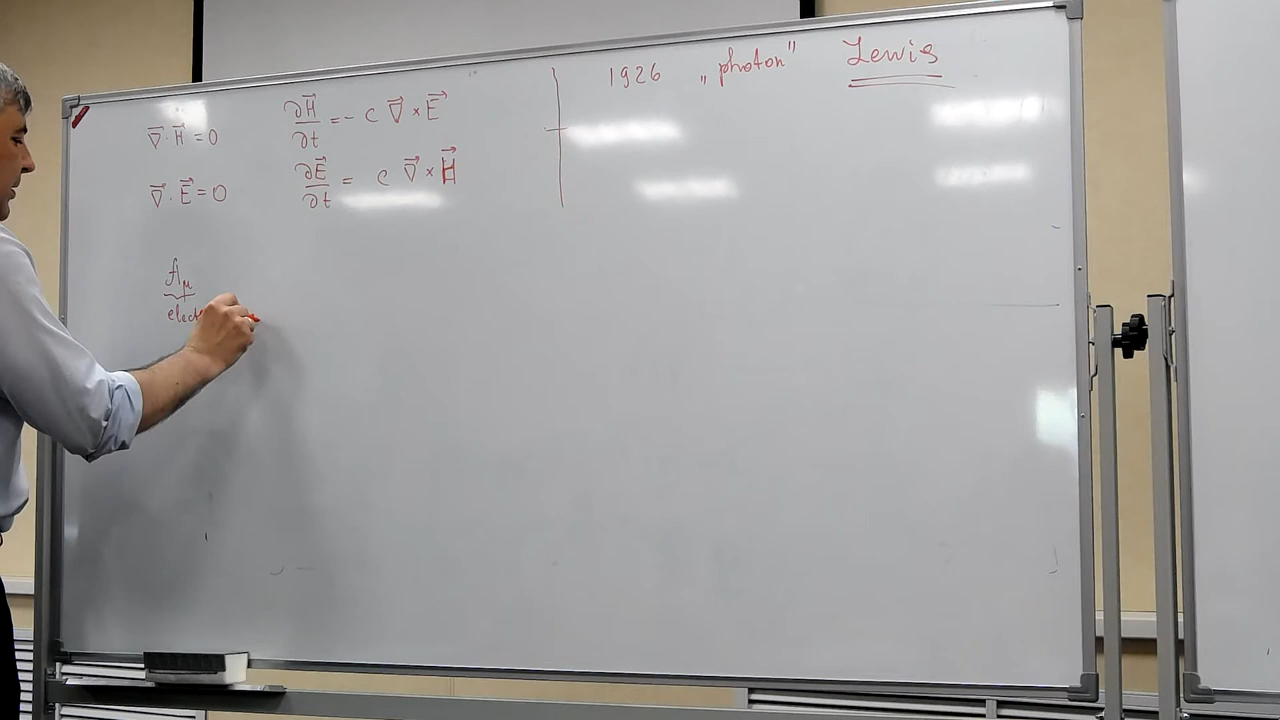 ∇⃗·H⃗=0
∂H⃗/∂t = - c ∇⃗ × E⃗
∇⃗·E⃗=0
∂E⃗/∂t = c ∇⃗ × H⃗
1926 „photon" Lewis
A_μ